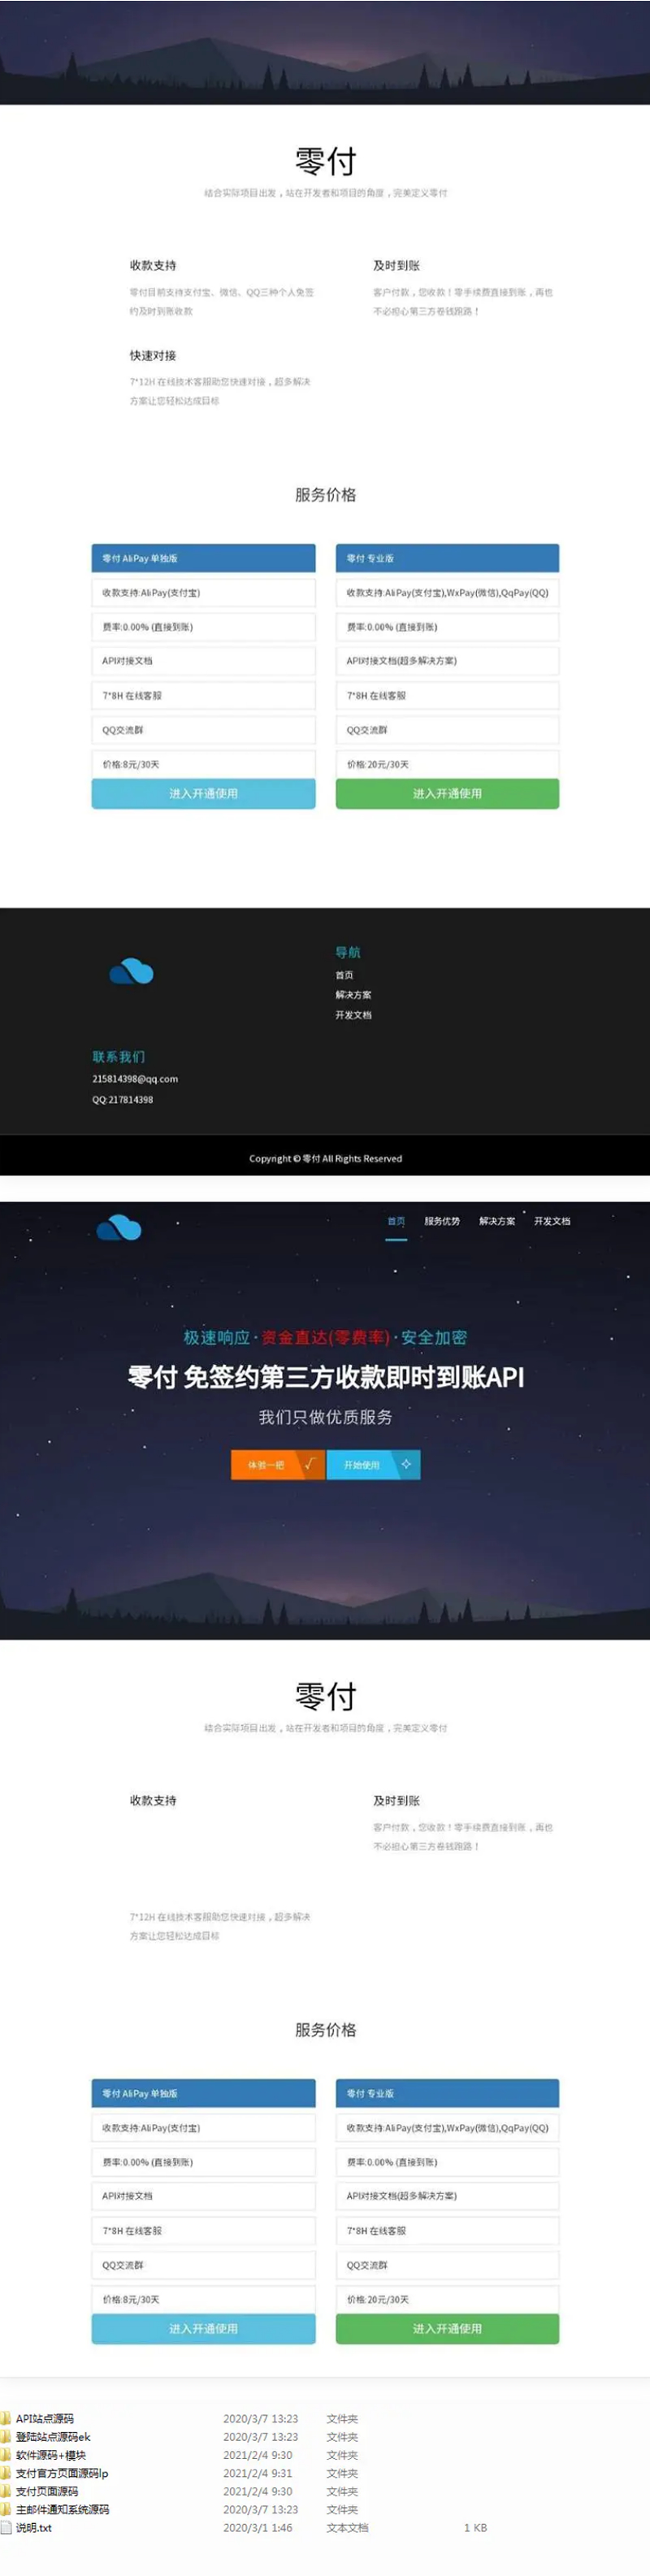 零付
结合实际项目出发，站在开发者和项目的角度，完美定义零付
收款支持
零付目前支持支付宝、微信、QQ三种个人免签
约及时到账收款
及时到账
客户付款，您收款！零手续费直接到账，再也
不必担心第三方卷钱跑路！
快速对接
7*12H 在线技术客服助您快速对接，超多解决
方案让您轻松达成目标
服务价格
零付 AliPay 单独版
收款支持:AliPay(支付宝)
费率:0.00% (直接到账)
API对接文档
7*8H 在线客服
QQ交流群
价格:8元/30天
进入开通使用
零付 专业版
收款支持:AliPay(支付宝),WxPay(微信),QqPay(QQ)
费率:0.00% (直接到账)
API对接文档(超多解决方案)
7*8H 在线客服
QQ交流群
价格:20元/30天
进入开通使用
导航
首页
解决方案
开发文档
联系我们
215814398@qq.com
QQ:217814398
Copyright © 零付 All Rights Reserved
首页 服务优势 解决方案 开发文档
极速响应·资金直达(零费率)·安全加密
零付 免签约第三方收款即时到账API
我们只做优质服务
体验一把 开始使用
零付
结合实际项目出发，站在开发者和项目的角度，完美定义零付
收款支持
及时到账
客户付款，您收款！零手续费直接到账，再也
不必担心第三方卷钱跑路！
7*12H 在线技术客服助您快速对接，超多解决
方案让您轻松达成目标
服务价格
零付 AliPay 单独版
收款支持:AliPay(支付宝)
费率:0.00% (直接到账)
API对接文档
7*8H 在线客服
QQ交流群
价格:8元/30天
进入开通使用
零付 专业版
收款支持:AliPay(支付宝),WxPay(微信),QqPay(QQ)
费率:0.00% (直接到账)
API对接文档(超多解决方案)
7*8H 在线客服
QQ交流群
价格:20元/30天
进入开通使用
API站点源码 2020/3/7 13:23 文件夹
登陆站点源码ek 2020/3/7 13:23 文件夹
软件源码+模块 2021/2/4 9:30 文件夹
支付官方页面源码lp 2021/2/4 9:31 文件夹
支付页面源码 2021/2/4 9:30 文件夹
主邮件通知系统源码 2020/3/7 13:23 文件夹
说明.txt 2020/3/1 1:46 文本文档 1 KB